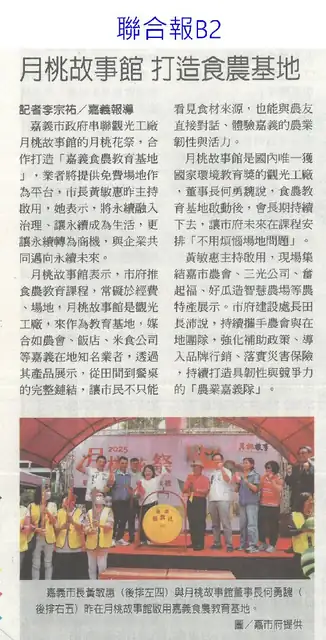 聯合報B2
月桃故事館 打造食農基地
記者李宗祐／嘉義報導
嘉義市政府串聯觀光工廠
月桃故事館的月桃花祭，合
作打造「嘉義食農教育基地
」，業者將提供免費場地作
為平台，市長黃敏惠昨主持
啟用，她表示，將永續融入
治理、讓永續成為生活，更
讓永續轉為商機，與企業共
同邁向永續未來。
月桃故事館表示，市府推
食農教育課程，常礙於經費
、場地，月桃故事館是觀光
工廠，來作為教育基地，媒
合如農會、飯店、米食公司
等嘉義在地知名業者，透過
其產品展示，從田間到餐桌
的完整鏈結，讓市民不只能
看見食材來源，也能與農友
直接對話、體驗嘉義的農業
韌性與活力。
月桃故事館是國內唯一獲
國家環境教育獎的觀光工廠
、董事長何勇魏說，食農教
育基地啟動後，會長期持續
下去，讓市府未來在課程安
排「不用煩惱場地問題」。
黃敏惠主持啟用，現場集
結嘉市農會、三光公司、奮
起福、好瓜造智慧農場等農
特產展示。市府建設處長田
長沛說，持續攜手農會與在
地團隊，強化補助政策、導
入品牌行銷、落實災害保險
，持續打造具韌性與競爭力
的「農業嘉義隊」。
2025
月桃花祭
嘉義市長黃敏惠（後排左四）與月桃故事館董事長何勇魏（
後排右五）昨在月桃故事館啟用嘉義食農教育基地。
圖／嘉市府提供